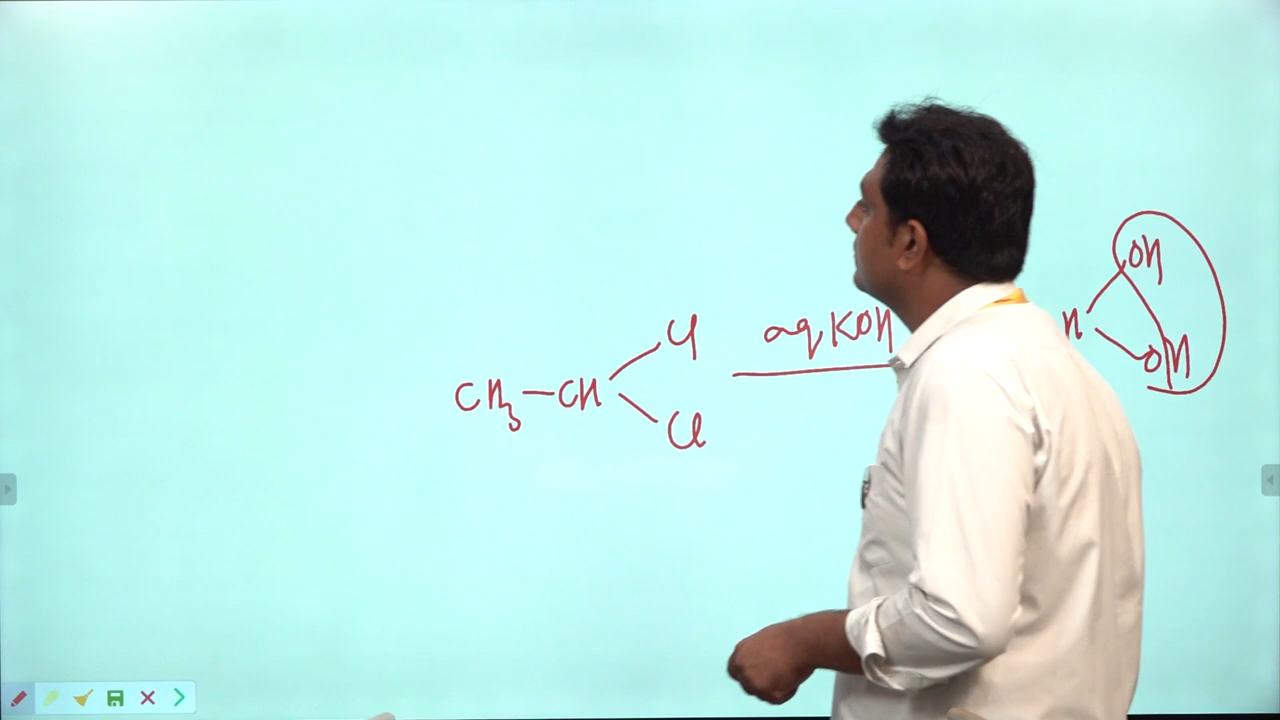 OH
Cl aq KOH H
OH
CH3 – CH
Cl